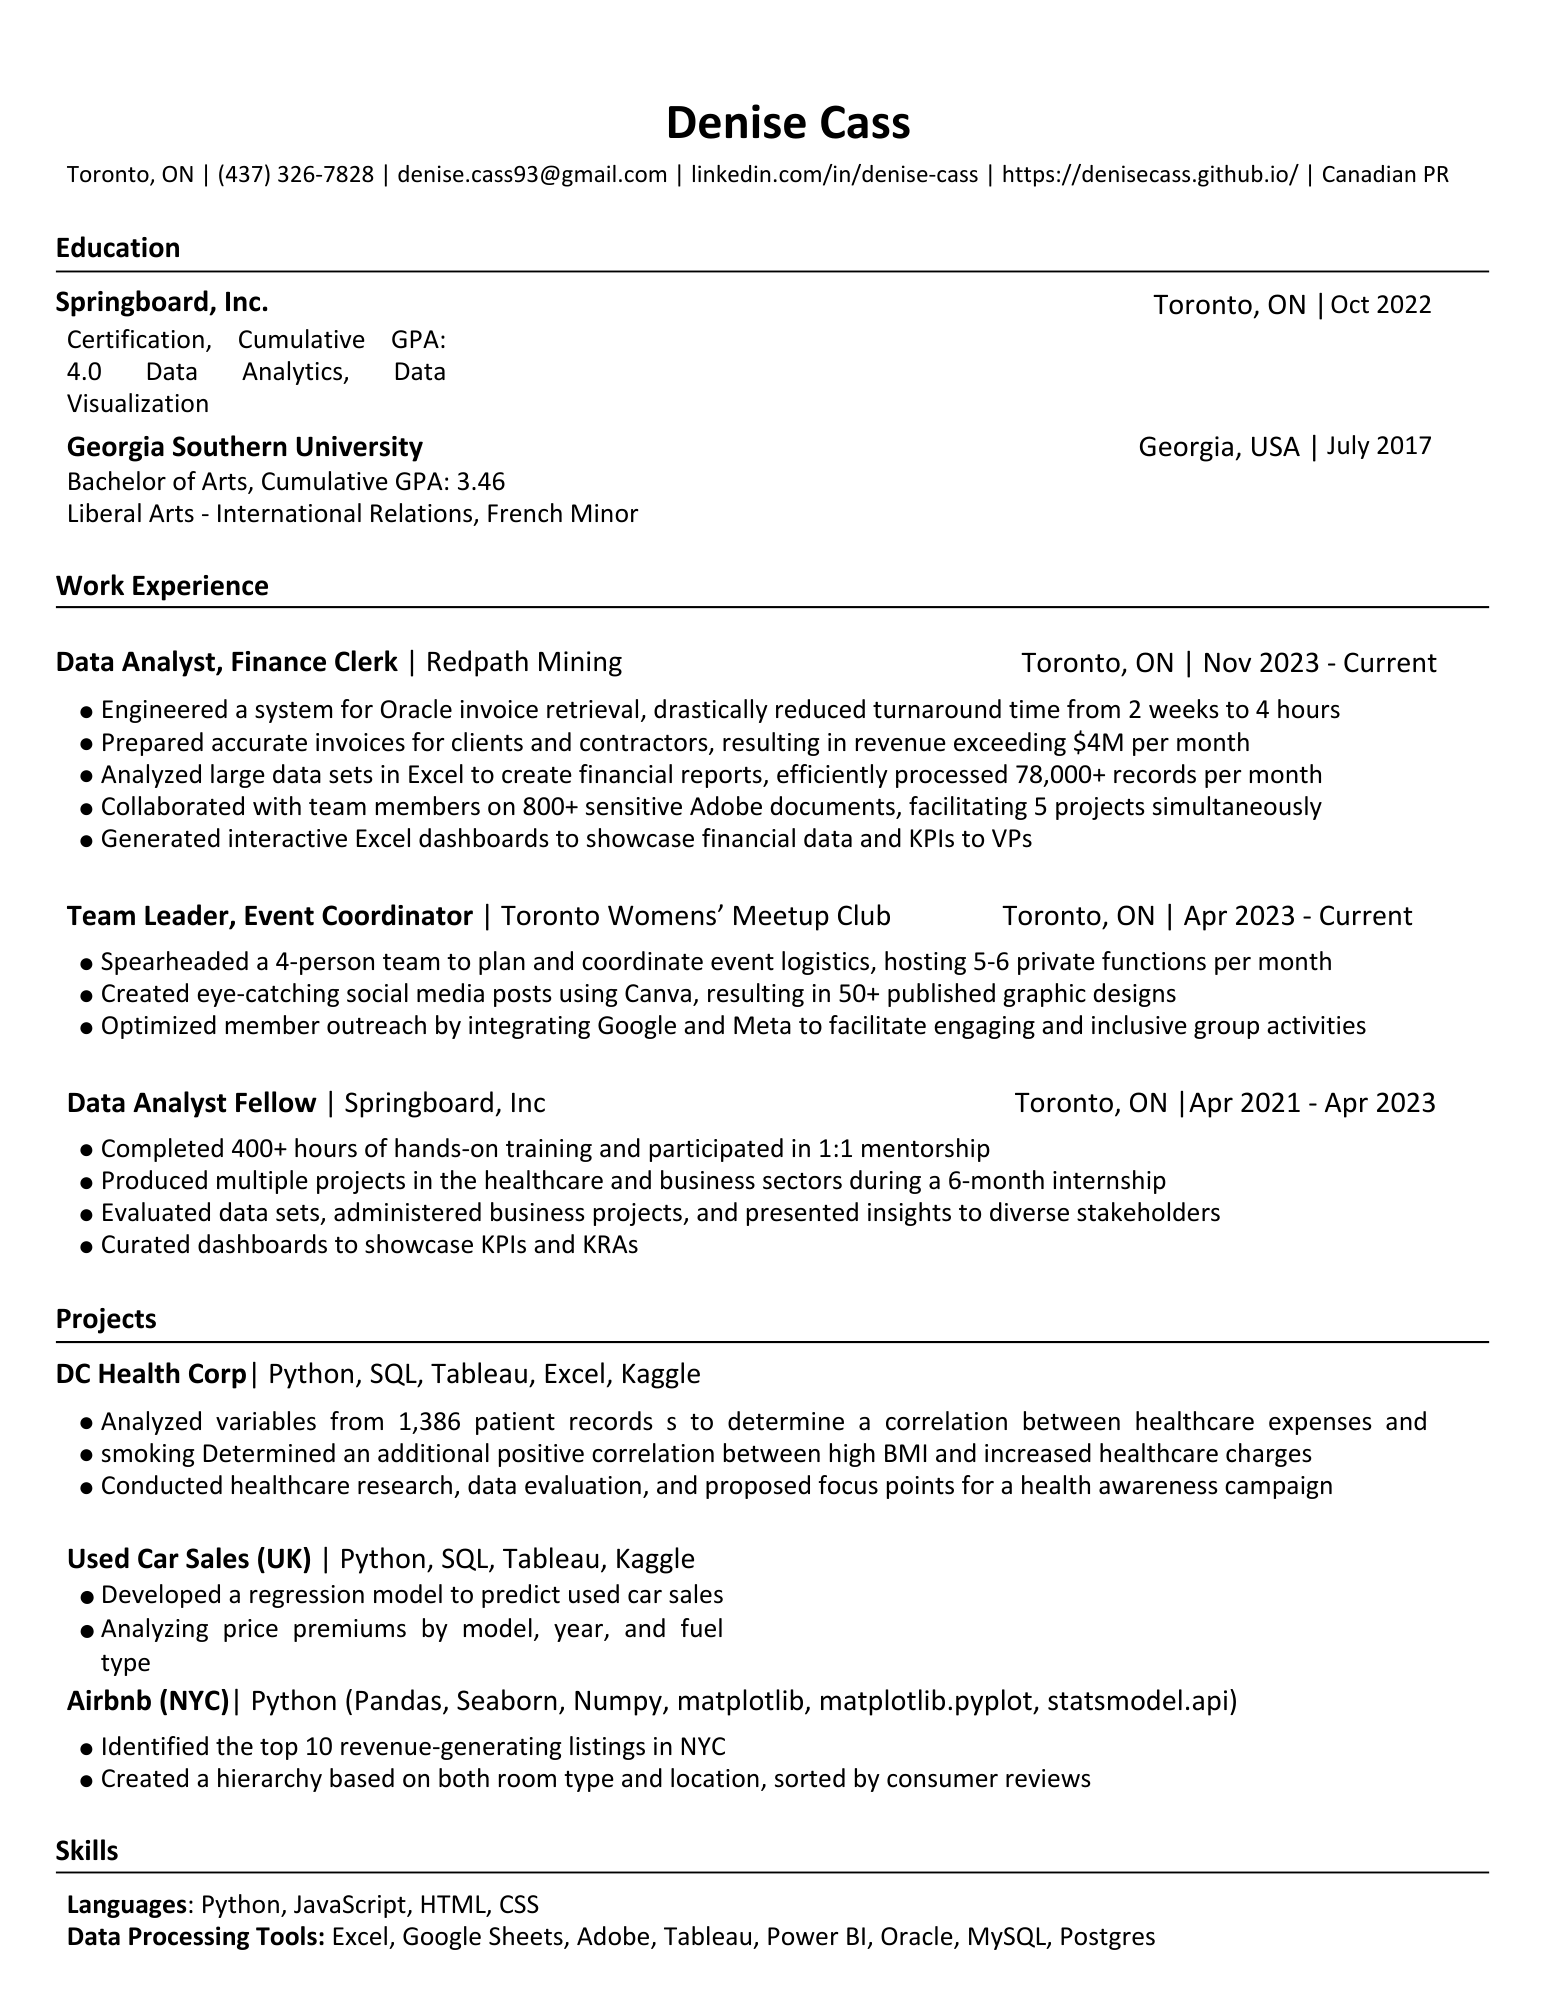 Denise Cass
Toronto, ON | (437) 326-7828 | denise.cass93@gmail.com | linkedin.com/in/denise-cass | https://denisecass.github.io/ | Canadian PR
Education
Springboard, Inc. Toronto, ON | Oct 2022
Certification, Cumulative GPA:
4.0 Data Analytics, Data
Visualization
Georgia Southern University Georgia, USA | July 2017
Bachelor of Arts, Cumulative GPA: 3.46
Liberal Arts - International Relations, French Minor
Work Experience
Data Analyst, Finance Clerk | Redpath Mining Toronto, ON | Nov 2023 - Current
● Engineered a system for Oracle invoice retrieval, drastically reduced turnaround time from 2 weeks to 4 hours
● Prepared accurate invoices for clients and contractors, resulting in revenue exceeding $4M per month
● Analyzed large data sets in Excel to create financial reports, efficiently processed 78,000+ records per month
● Collaborated with team members on 800+ sensitive Adobe documents, facilitating 5 projects simultaneously
● Generated interactive Excel dashboards to showcase financial data and KPIs to VPs
Team Leader, Event Coordinator | Toronto Womens’ Meetup Club Toronto, ON | Apr 2023 - Current
● Spearheaded a 4-person team to plan and coordinate event logistics, hosting 5-6 private functions per month
● Created eye-catching social media posts using Canva, resulting in 50+ published graphic designs
● Optimized member outreach by integrating Google and Meta to facilitate engaging and inclusive group activities
Data Analyst Fellow | Springboard, Inc Toronto, ON |Apr 2021 - Apr 2023
● Completed 400+ hours of hands-on training and participated in 1:1 mentorship
● Produced multiple projects in the healthcare and business sectors during a 6-month internship
● Evaluated data sets, administered business projects, and presented insights to diverse stakeholders
● Curated dashboards to showcase KPIs and KRAs
Projects
DC Health Corp| Python, SQL, Tableau, Excel, Kaggle
● Analyzed variables from 1,386 patient records s to determine a correlation between healthcare expenses and
● smoking Determined an additional positive correlation between high BMI and increased healthcare charges
● Conducted healthcare research, data evaluation, and proposed focus points for a health awareness campaign
Used Car Sales (UK) | Python, SQL, Tableau, Kaggle
● Developed a regression model to predict used car sales
● Analyzing price premiums by model, year, and fuel
type
Airbnb (NYC)| Python (Pandas, Seaborn, Numpy, matplotlib, matplotlib.pyplot, statsmodel.api)
● Identified the top 10 revenue-generating listings in NYC
● Created a hierarchy based on both room type and location, sorted by consumer reviews
Skills
Languages: Python, JavaScript, HTML, CSS
Data Processing Tools: Excel, Google Sheets, Adobe, Tableau, Power BI, Oracle, MySQL, Postgres